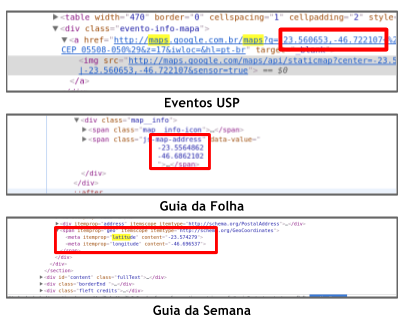 ▸<table width="470" border="0" cellspacing="1" cellpadding="2" style=
▼<div class="evento-info-mapa">
▼<a href="http://maps.google.com.br/maps?q=-23.560653,-46.722107
CEP 05508-050%29&z=17&iwloc=&hl=pt-br" target="_blank"
<img src="http://maps.google.com/maps/api/staticmap?center=-23.5
|-23.560653,-46.722107&sensor=true"> == $0
</a>
Eventos USP
▼<div class="map__info">
▸<span class="map__info-icon">…</span>
▼<span class="js-map-address" data-value="
-23.5564062
-46.6862102
">…</span>
</div>
</div>
::after
Guia da Folha
▸<div itemprop="address" itemscope itemtype="http://schema.org/PostalAddress">…</div>
▼<span itemprop="geo" itemscope itemtype="http://schema.org/GeoCoordinates">
<meta itemprop="latitude" content="-23.574279">
<meta itemprop="longitude" content="-46.696537">
</span>
</div>
</div>
</section>
▸<div id="content" class="fullText">…</div>
▸<div class="borderEnd ">…</div>
▸<div class="fleft credits">…</div>
Guia da Semana